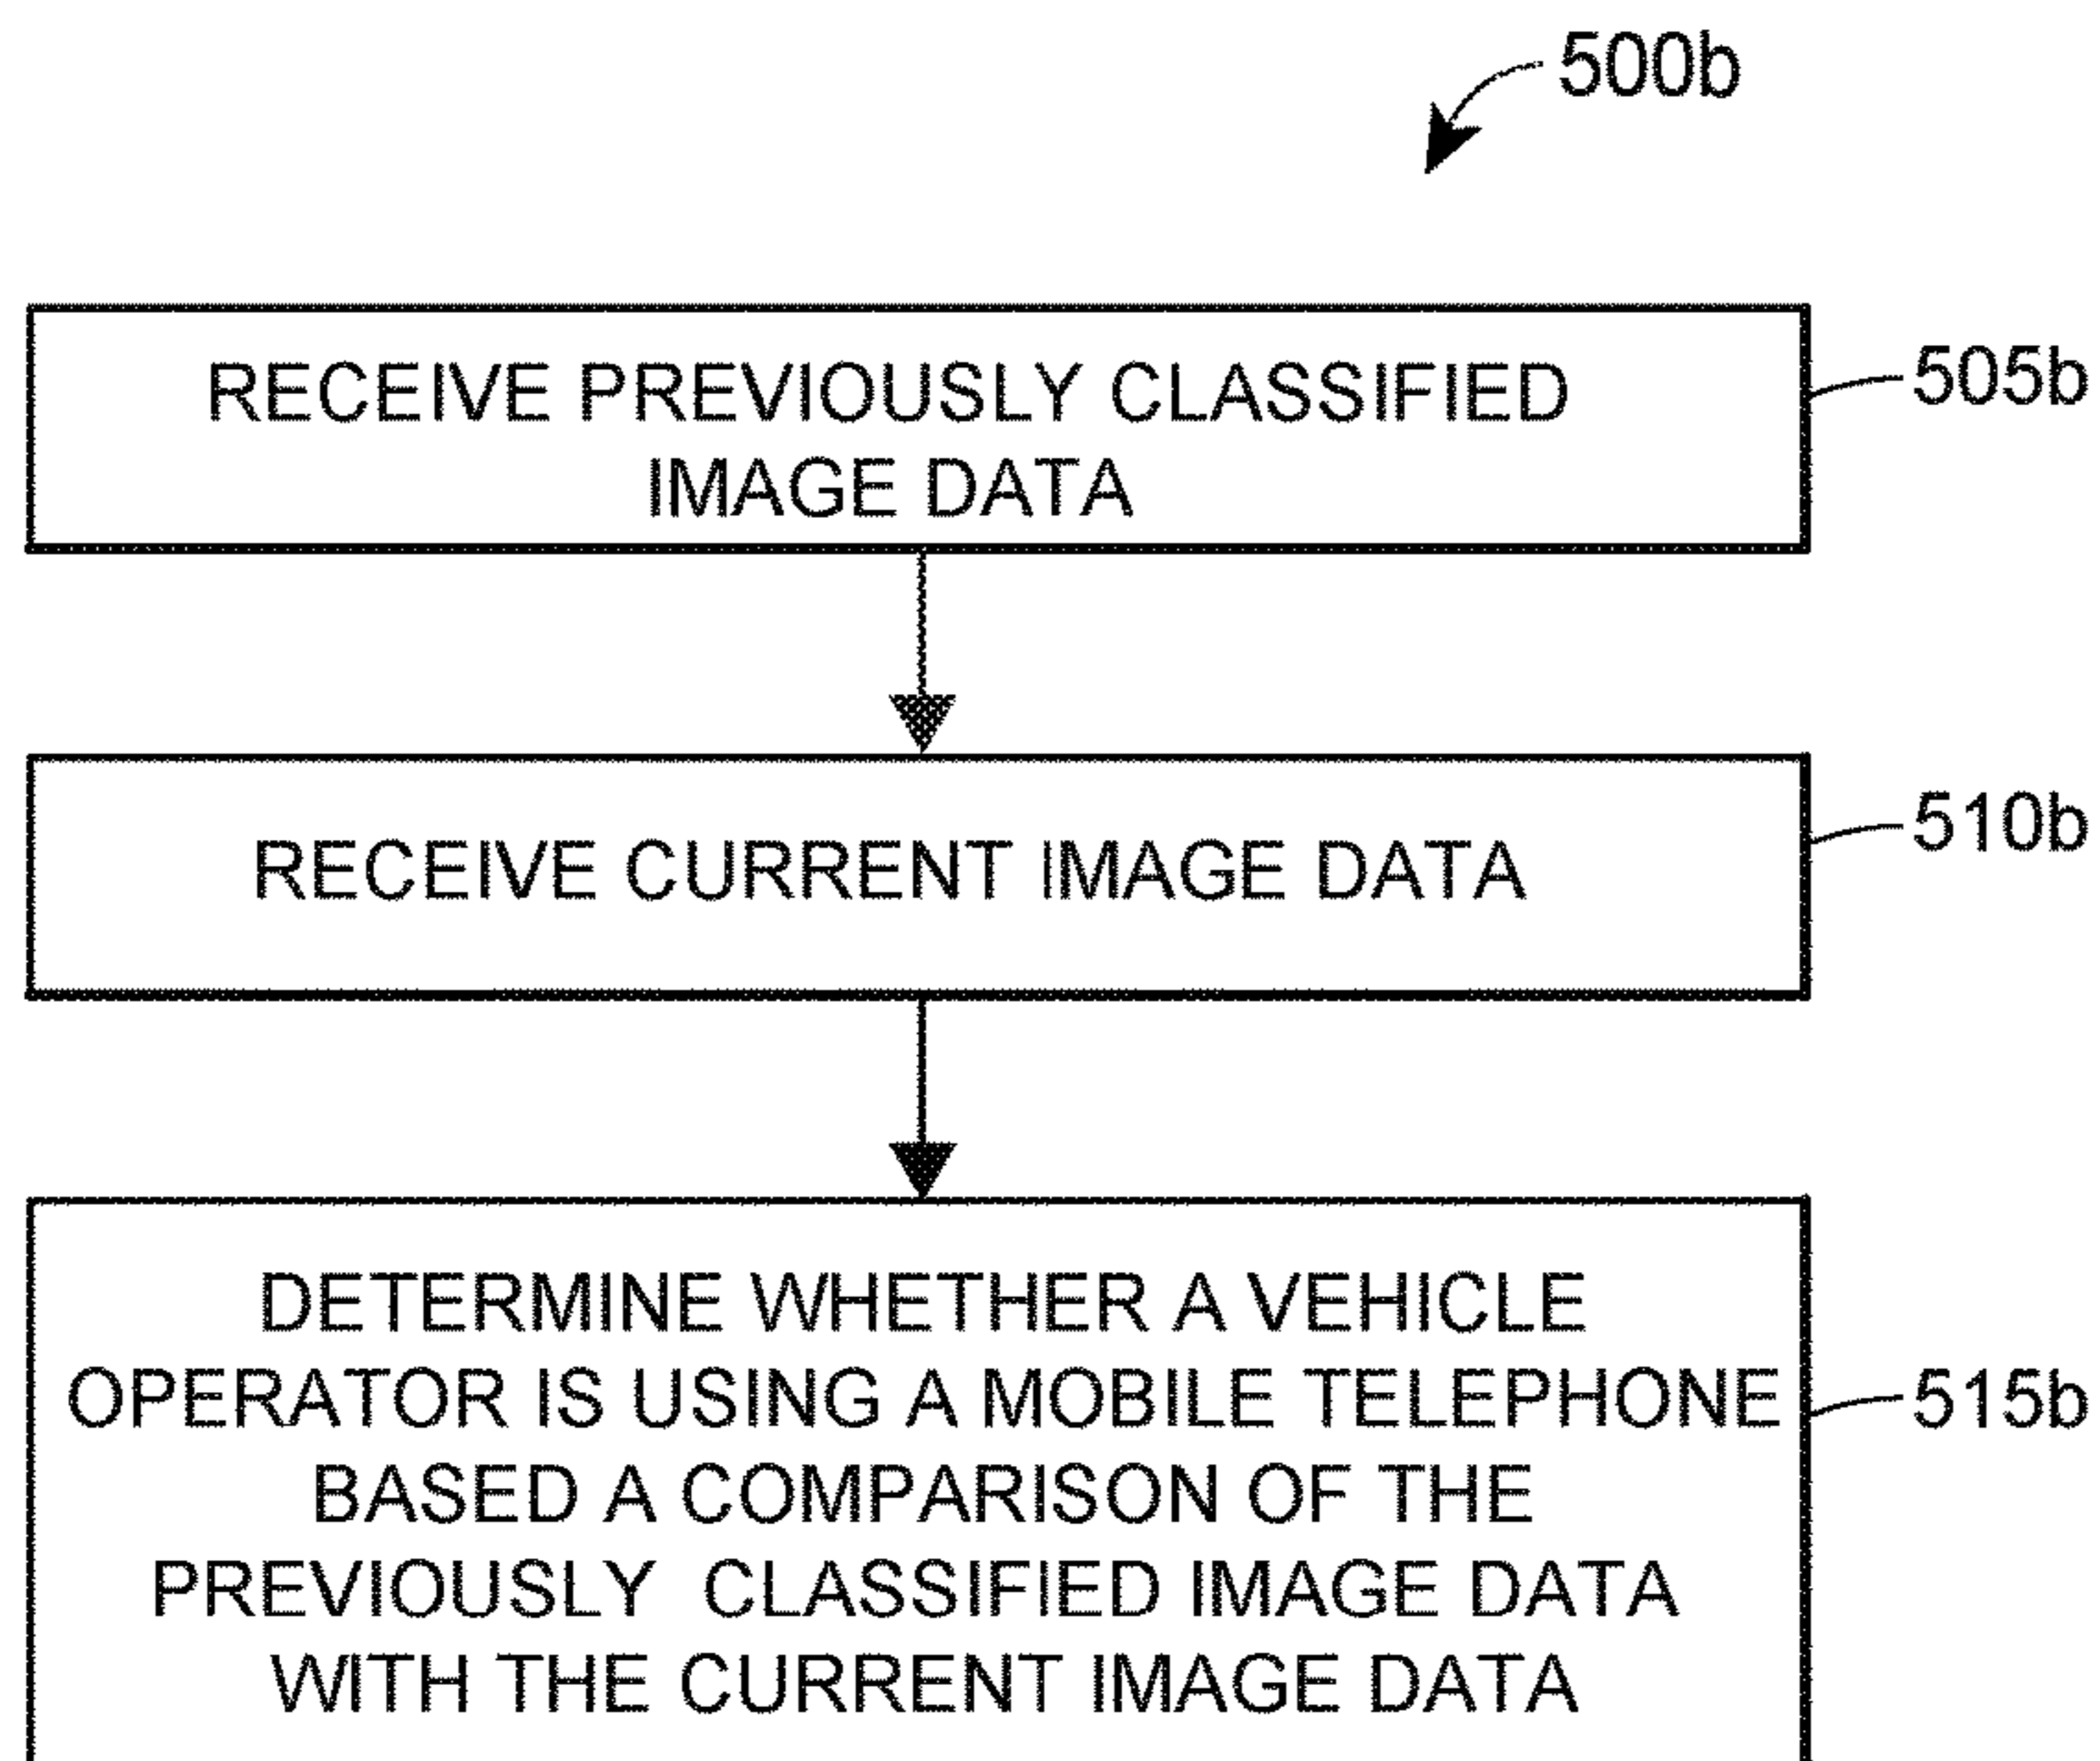 500b
RECEIVE PREVIOUSLY CLASSIFIED
IMAGE DATA
505b
RECEIVE CURRENT IMAGE DATA
510b
DETERMINE WHETHER A VEHICLE
OPERATOR IS USING A MOBILE TELEPHONE
BASED A COMPARISON OF THE
PREVIOUSLY CLASSIFIED IMAGE DATA
WITH THE CURRENT IMAGE DATA
515b